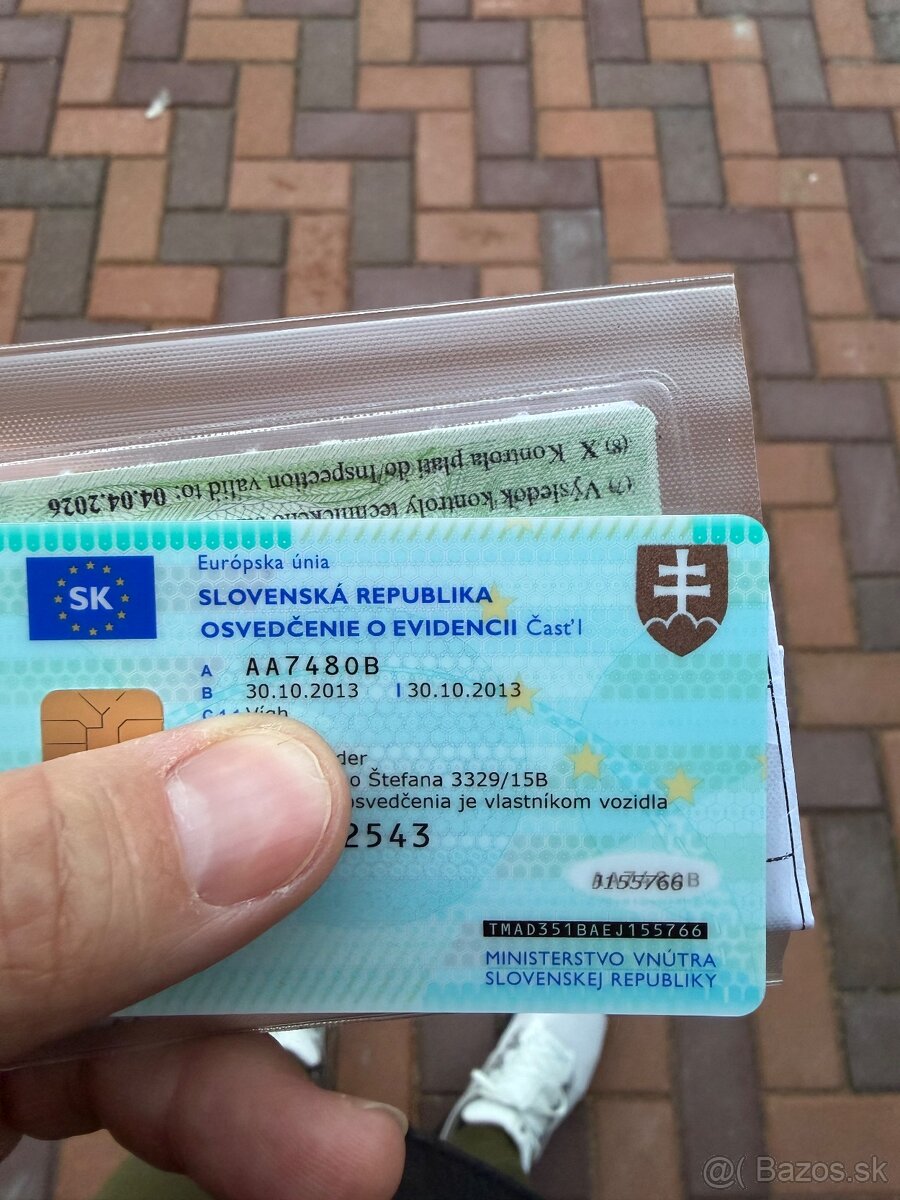 (7) Výsledok kontroly technického
(8) X Kontrola platí do/Inspection valid to: 04.04.2026
SK
Európska únia
SLOVENSKÁ REPUBLIKA
OSVEDČENIE O EVIDENCII Časť I
A AA7480B
B 30.10.2013 I 30.10.2013
der
o Štefana 3329/15B
osvedčenia je vlastníkom vozidla
2543
J155766
TMAD351BAEJ155766
MINISTERSTVO VNÚTRA
SLOVENSKEJ REPUBLIKY
@( Bazos.sk